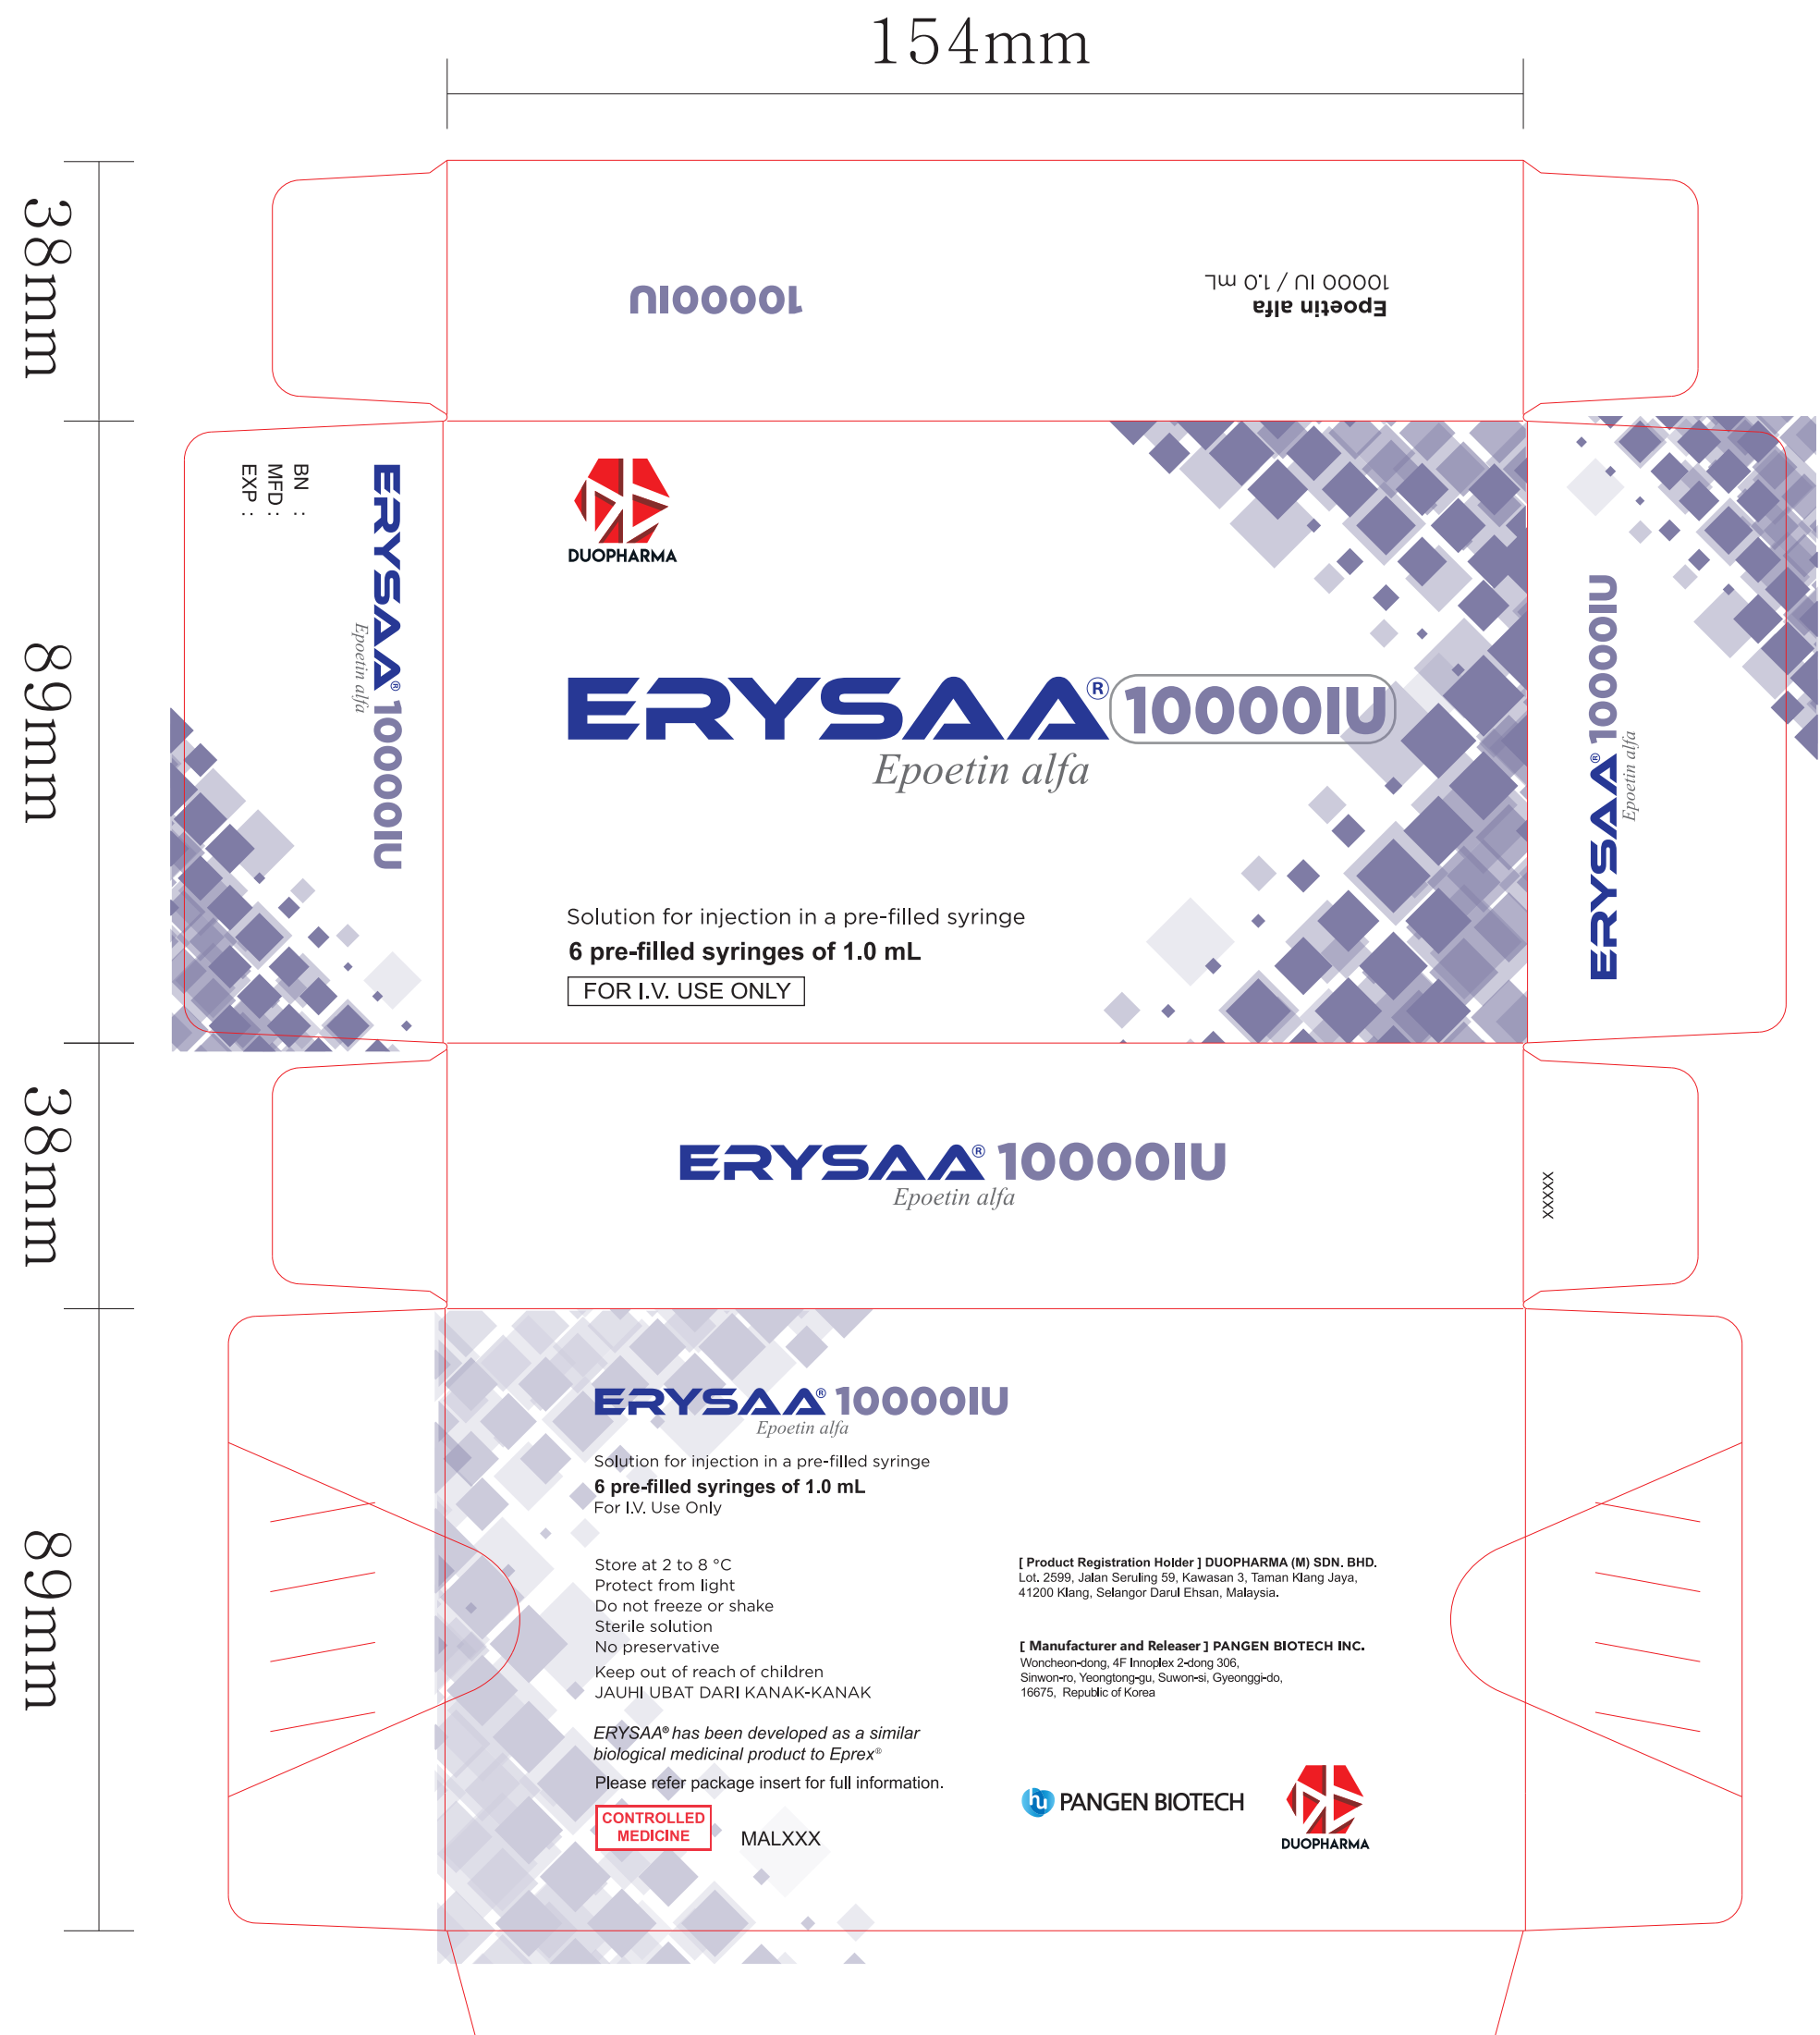 154mm
38mm
10000IU
Epoetin alfa
10000 IU / 1.0 mL
89mm
BN :
MFD :
EXP :
ERYSAA® 10000IU
Epoetin alfa
DUOPHARMA
ERYSAA® 10000IU
Epoetin alfa
Solution for injection in a pre-filled syringe
6 pre-filled syringes of 1.0 mL
FOR I.V. USE ONLY
ERYSAA® 10000IU
Epoetin alfa
38mm
ERYSAA® 10000IU
Epoetin alfa
XXXXX
89mm
ERYSAA® 10000IU
Epoetin alfa
Solution for injection in a pre-filled syringe
6 pre-filled syringes of 1.0 mL
For I.V. Use Only
Store at 2 to 8 °C
Protect from light
Do not freeze or shake
Sterile solution
No preservative
Keep out of reach of children
JAUHI UBAT DARI KANAK-KANAK
ERYSAA® has been developed as a similar
biological medicinal product to Eprex®
Please refer package insert for full information.
CONTROLLED
MEDICINE
MALXXX
[ Product Registration Holder ] DUOPHARMA (M) SDN. BHD.
Lot. 2599, Jalan Seruling 59, Kawasan 3, Taman Klang Jaya,
41200 Klang, Selangor Darul Ehsan, Malaysia.
[ Manufacturer and Releaser ] PANGEN BIOTECH INC.
Woncheon-dong, 4F Innoplex 2-dong 306,
Sinwon-ro, Yeongtong-gu, Suwon-si, Gyeonggi-do,
16675, Republic of Korea
hu PANGEN BIOTECH
DUOPHARMA